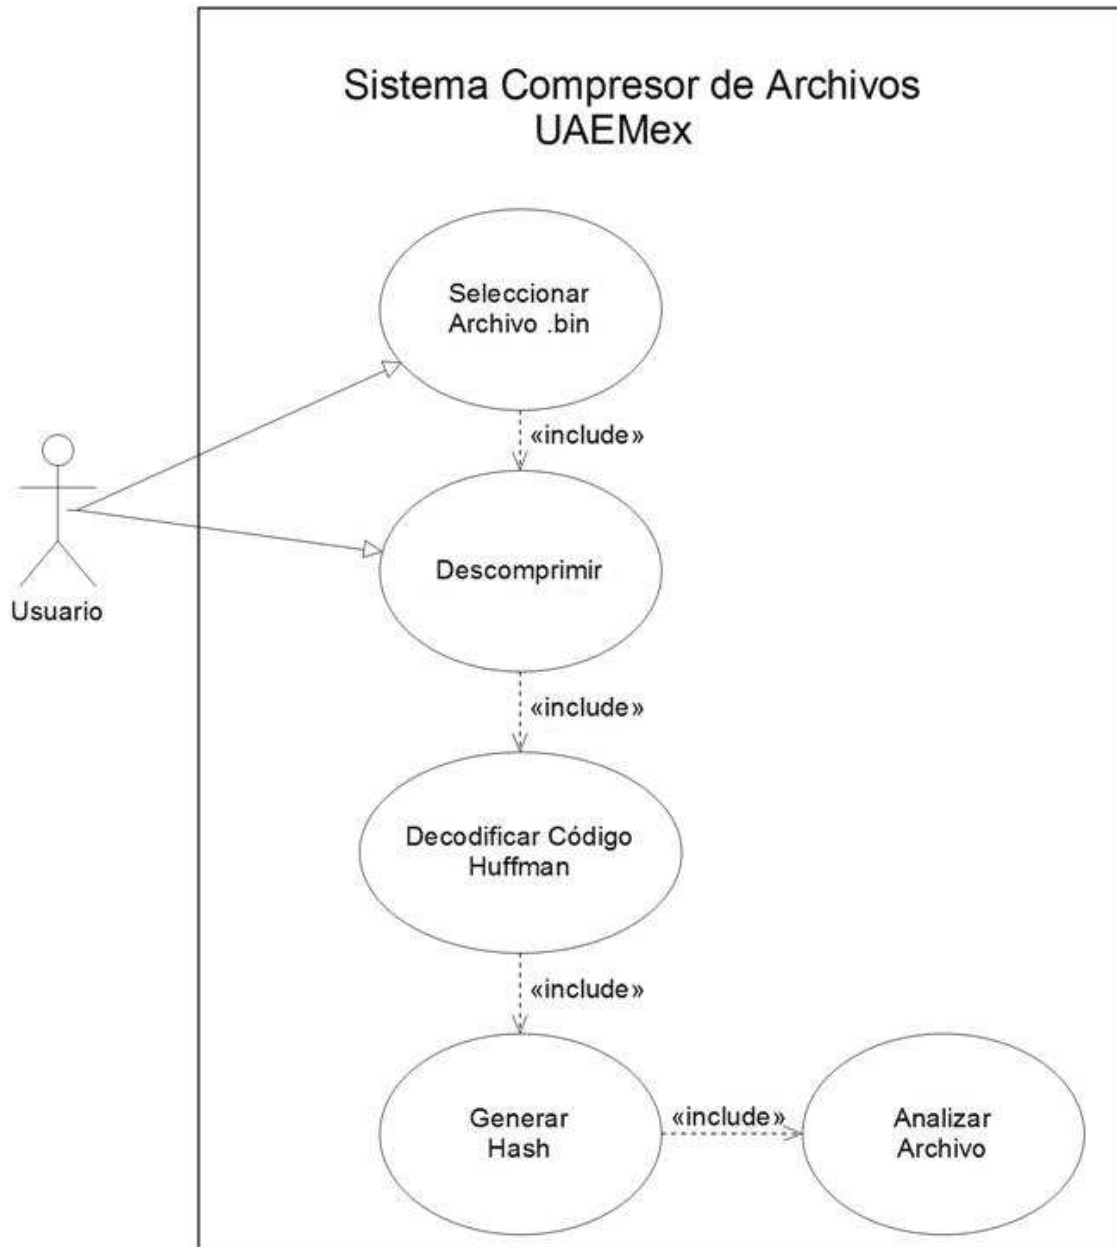 Sistema Compresor de Archivos
UAEMex
Seleccionar
Archivo .bin
«include»
Descomprimir
Usuario
«include»
Decodificar Código
Huffman
«include»
Generar
Hash
«include»
Analizar
Archivo